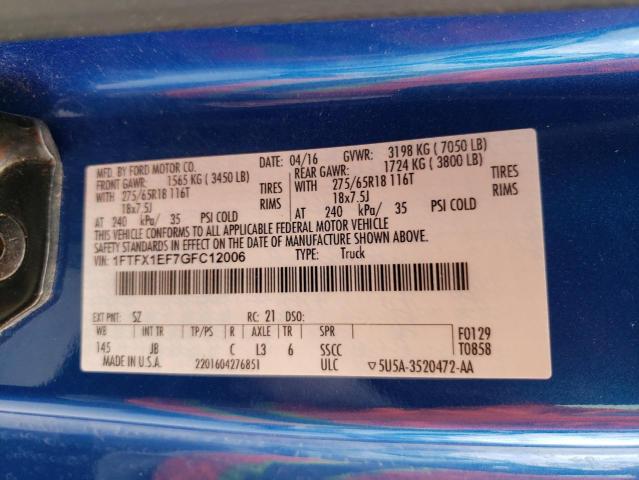 MFD. BY FORD MOTOR CO. DATE: 04/16 GVWR: 3198 KG ( 7050 LB)
FRONT GAWR: 1565 KG ( 3450 LB) REAR GAWR: 1724 KG ( 3800 LB)
WITH 275/65R18 116T TIRES WITH 275/65R18 116T TIRES
18x7.5J RIMS 18x7.5J RIMS
AT 240 kPa/ 35 PSI COLD AT 240 kPa/ 35 PSI COLD
THIS VEHICLE CONFORMS TO ALL APPLICABLE FEDERAL MOTOR VEHICLE
SAFETY STANDARDS IN EFFECT ON THE DATE OF MANUFACTURE SHOWN ABOVE.
VIN: 1FTFX1EF7GFC12006 TYPE: Truck
EXT PNT: SZ RC: 21 DSO:
WB INT TR TP/PS R AXLE TR SPR F0129
145 JB C L3 6 SSCC T0858
MADE IN U.S.A. 2201604276851 ULC ▽5U5A-3520472-AA